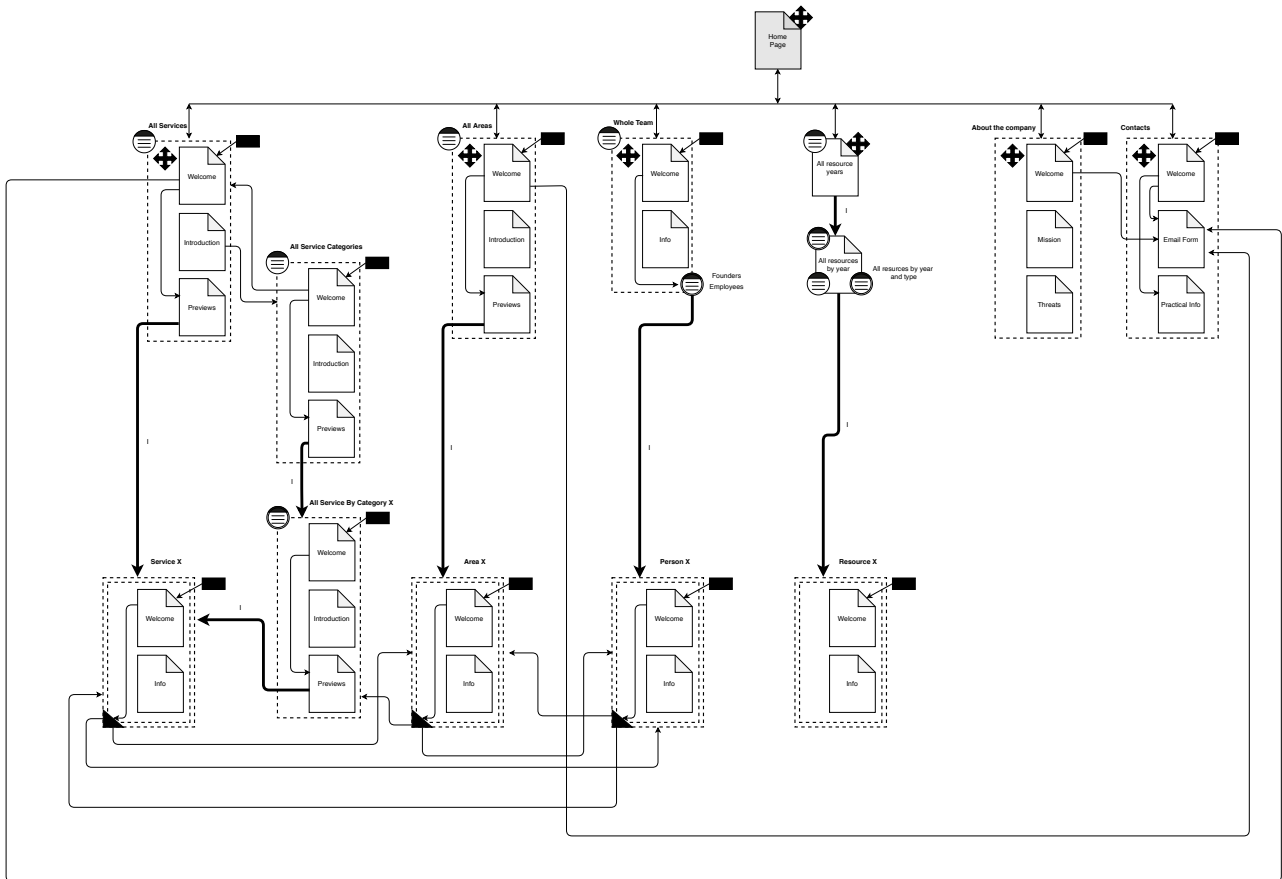 Home
Page
All Services
All Areas
Whole Team
About the company
Contacts
Welcome
Welcome
Welcome
All resource
years
Welcome
Welcome
Introduction
Introduction
Info
I
Mission
Email Form
All Service Categories
All resources
by year
All resurces by year
and type
Founders
Employees
Welcome
Previews
Previews
Threats
Practical Info
Introduction
Previews
I
I
I
I
I
All Service By Category X
Welcome
Service X
Area X
Person X
Resource X
I
Welcome
Introduction
Welcome
Welcome
Welcome
Info
Previews
Info
Info
Info